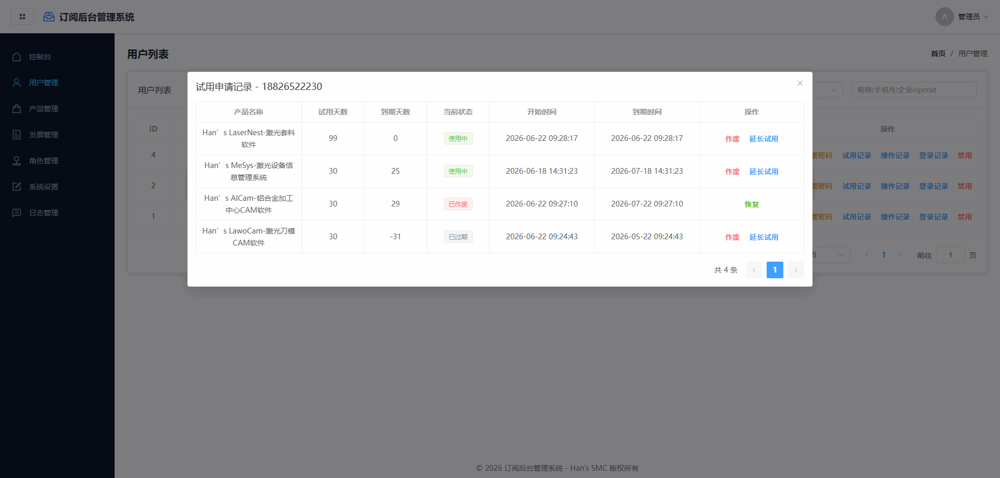 订阅后台管理系统
A 管理员
控制台
用户管理
产品管理
发票管理
角色管理
系统设置
日志管理
用户列表
首页 / 用户管理
用户列表
昵称/手机号/企业/openid
ID 操作
4 置密码 试用记录 操作记录 登录记录 禁用
2 置密码 试用记录 操作记录 登录记录 禁用
1 置密码 试用记录 操作记录 登录记录 禁用
页 1 前往 1 页
试用申请记录 - 18826522230
产品名称 试用天数 到期天数 当前状态 开始时间 到期时间 操作
Han’s LaserNest-激光套料
软件
99 0 使用中 2026-06-22 09:28:17 2026-06-22 09:28:17 作废 延长试用
Han’s MeSys-激光设备信
息管理系统
30 25 使用中 2026-06-18 14:31:23 2026-07-18 14:31:23 作废 延长试用
Han’s AlCam-铝合金加工
中心CAM软件
30 29 已作废 2026-06-22 09:27:10 2026-07-22 09:27:10 恢复
Han’s LawoCam-激光刀模
CAM软件
30 -31 已过期 2026-06-22 09:24:43 2026-05-22 09:24:43 作废 延长试用
共 4 条 1
© 2026 订阅后台管理系统 - Han's SMC 版权所有